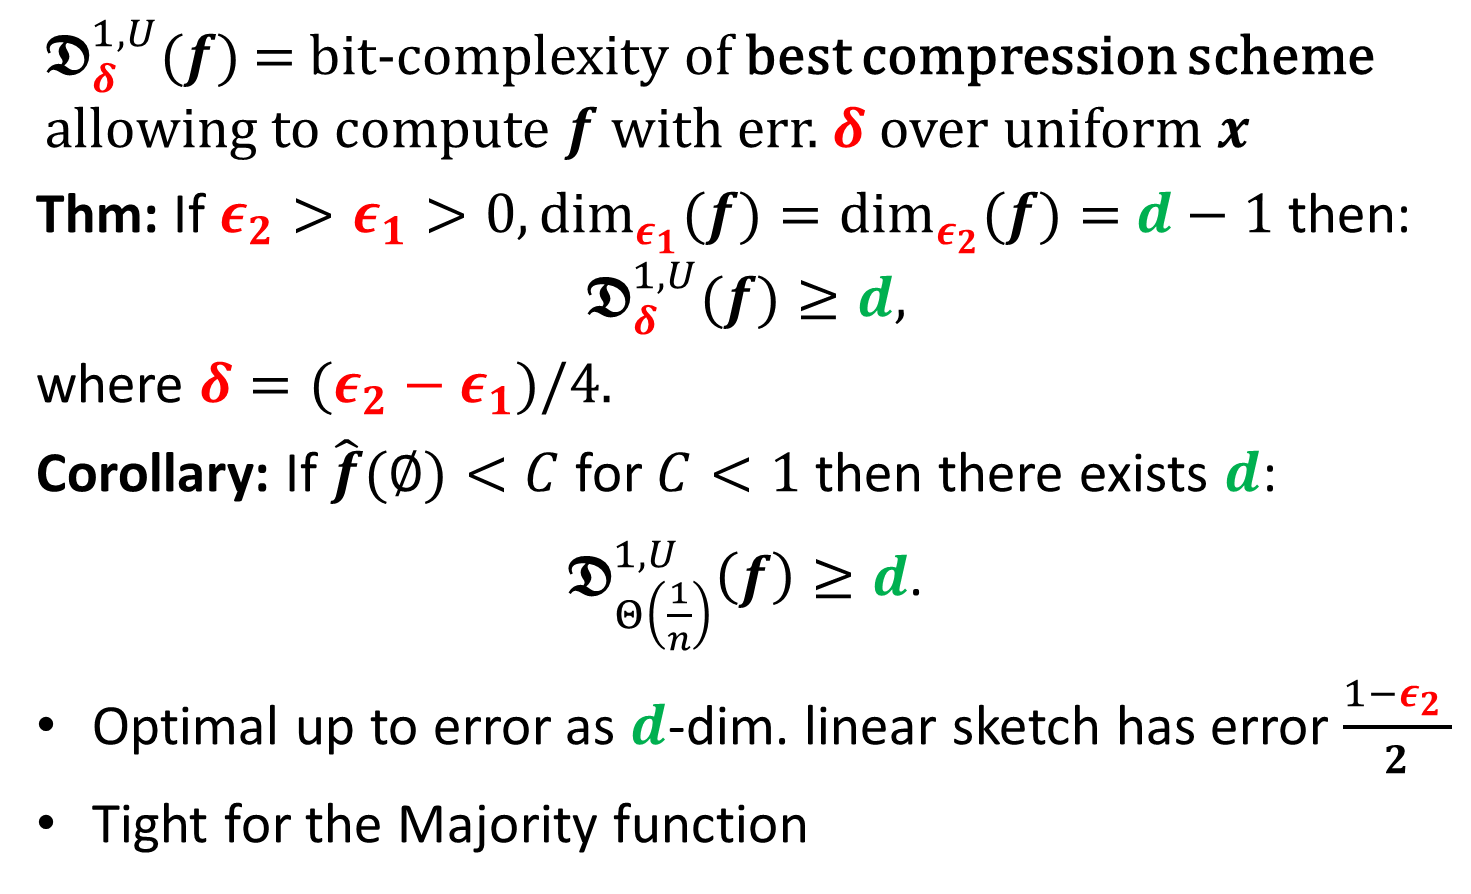 𝕯_δ^{1,U}(f) = bit-complexity of best compression scheme
allowing to compute f with err. δ over uniform x
Thm: If ϵ₂ > ϵ₁ > 0, dim_{ϵ₁}(f) = dim_{ϵ₂}(f) = d − 1 then:
𝕯_δ^{1,U}(f) ≥ d,
where δ = (ϵ₂ − ϵ₁)/4.
Corollary: If f̂(∅) < C for C < 1 then there exists d:
𝕯_{Θ(1/n)}^{1,U}(f) ≥ d.
• Optimal up to error as d-dim. linear sketch has error (1−ϵ₂)/2
• Tight for the Majority function